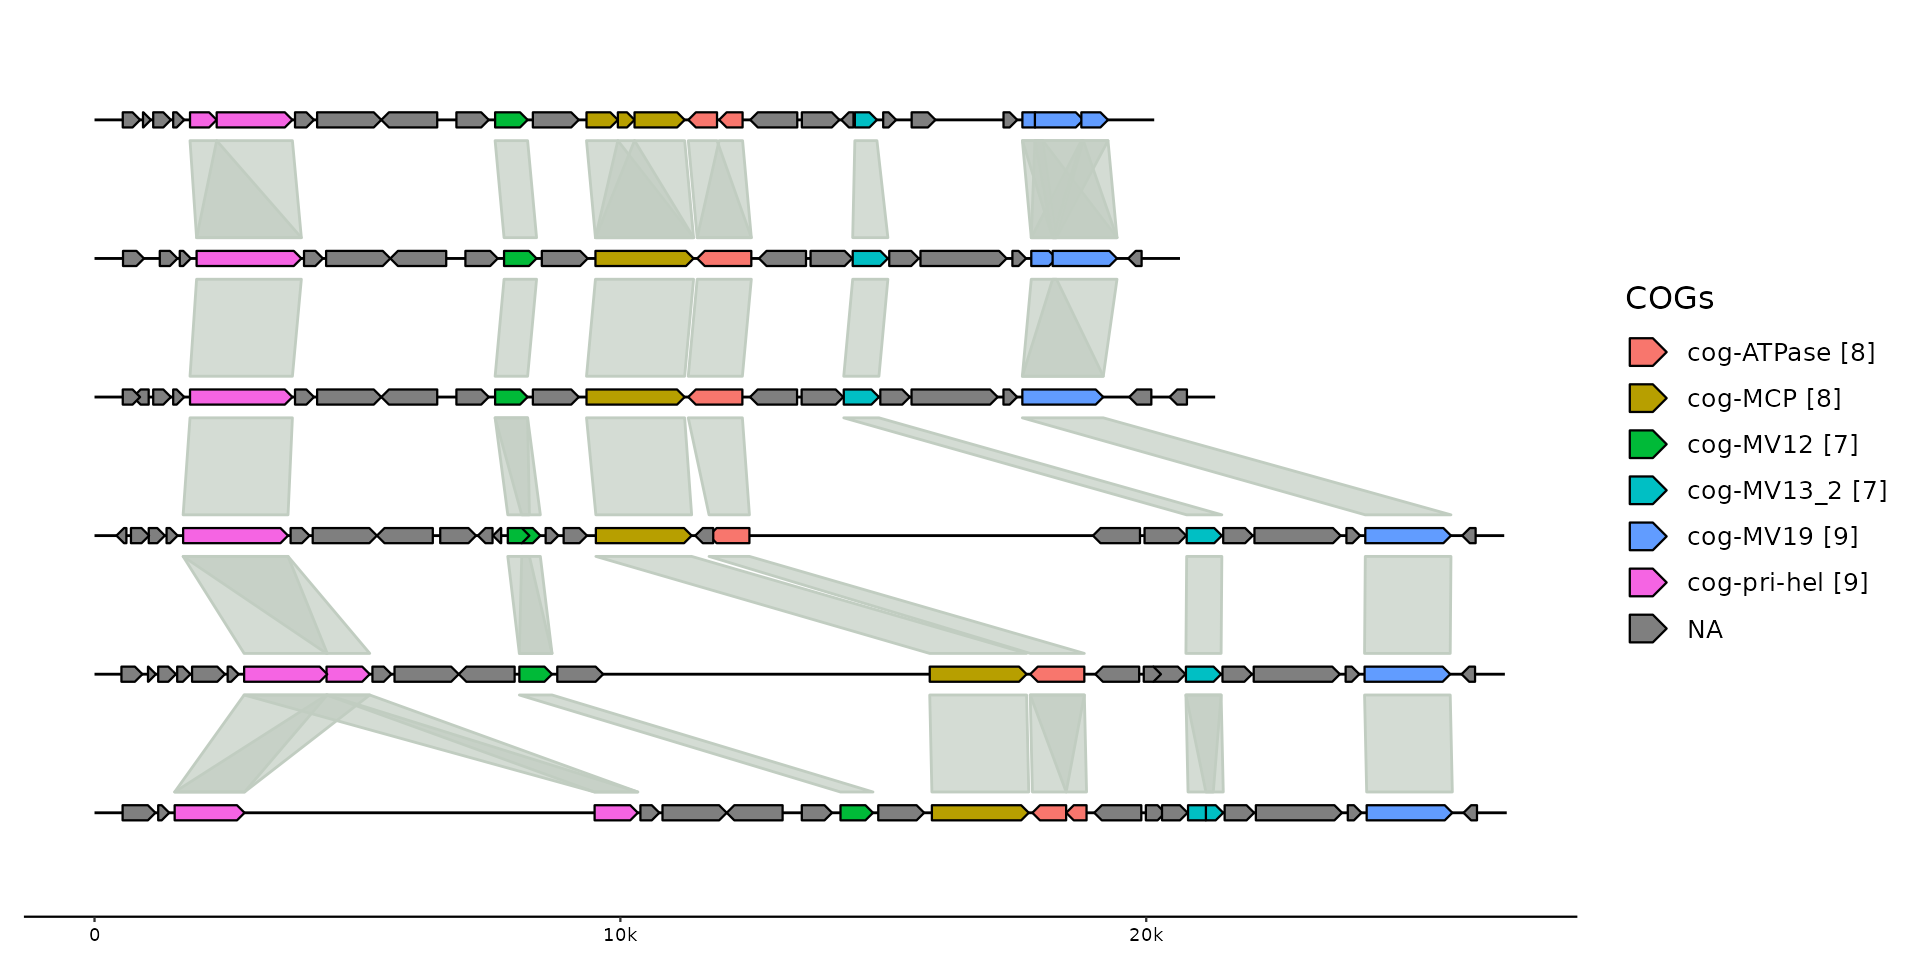 COGs
cog-ATPase [8]
cog-MCP [8]
cog-MV12 [7]
cog-MV13_2 [7]
cog-MV19 [9]
cog-pri-hel [9]
NA
0 10k 20k